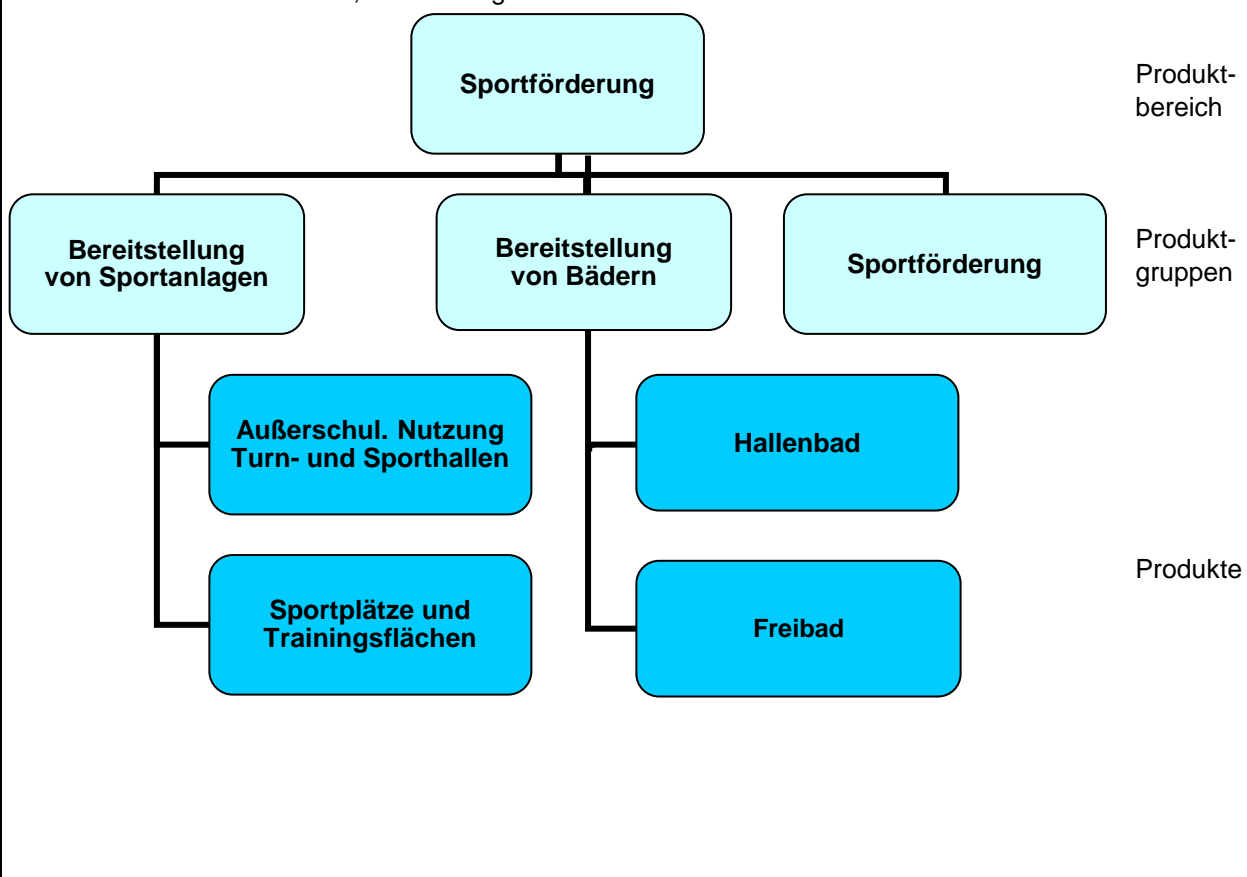 Sportförderung
Produkt-
bereich
Bereitstellung
von Sportanlagen
Bereitstellung
von Bädern
Sportförderung
Produkt-
gruppen
Außerschul. Nutzung
Turn- und Sporthallen
Hallenbad
Sportplätze und
Trainingsflächen
Freibad
Produkte